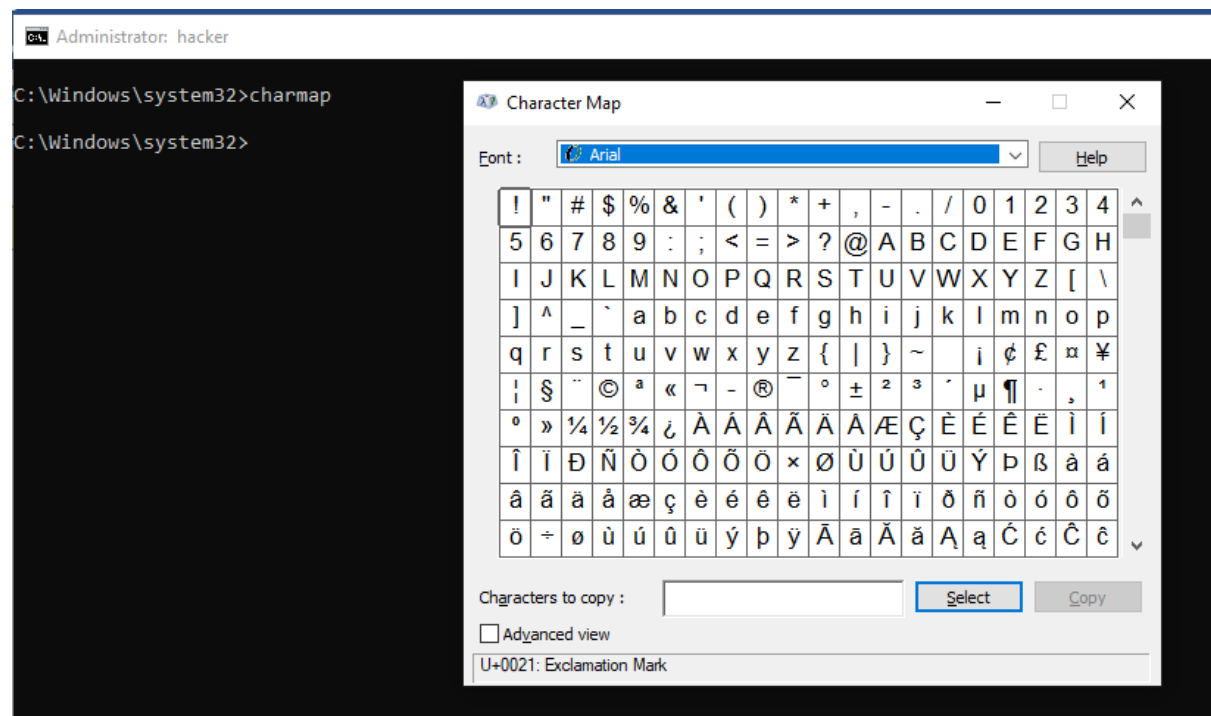 Administrator: hacker
C:\Windows\system32>charmap
C:\Windows\system32>
Character Map
Font : Arial Help
! " # $ % & ' ( ) * + , - . / 0 1 2 3 4
5 6 7 8 9 : ; < = > ? @ A B C D E F G H
I J K L M N O P Q R S T U V W X Y Z [ \
] ^ _ ` a b c d e f g h i j k l m n o p
q r s t u v w x y z { | } ~ ¡ ¢ £ ¤ ¥
¦ § ¨ © ª « ¬ - ® ¯ ° ± ² ³ ´ µ ¶ · ¸ ¹
º » ¼ ½ ¾ ¿ À Á Â Ã Ä Å Æ Ç È É Ê Ë Ì Í
Î Ï Ð Ñ Ò Ó Ô Õ Ö × Ø Ù Ú Û Ü Ý Þ ß à á
â ã ä å æ ç è é ê ë ì í î ï ð ñ ò ó ô õ
ö ÷ ø ù ú û ü ý þ ÿ Ā ā Ă ă Ą ą Ć ć Ĉ ĉ
Characters to copy : Select Copy
Advanced view
U+0021: Exclamation Mark